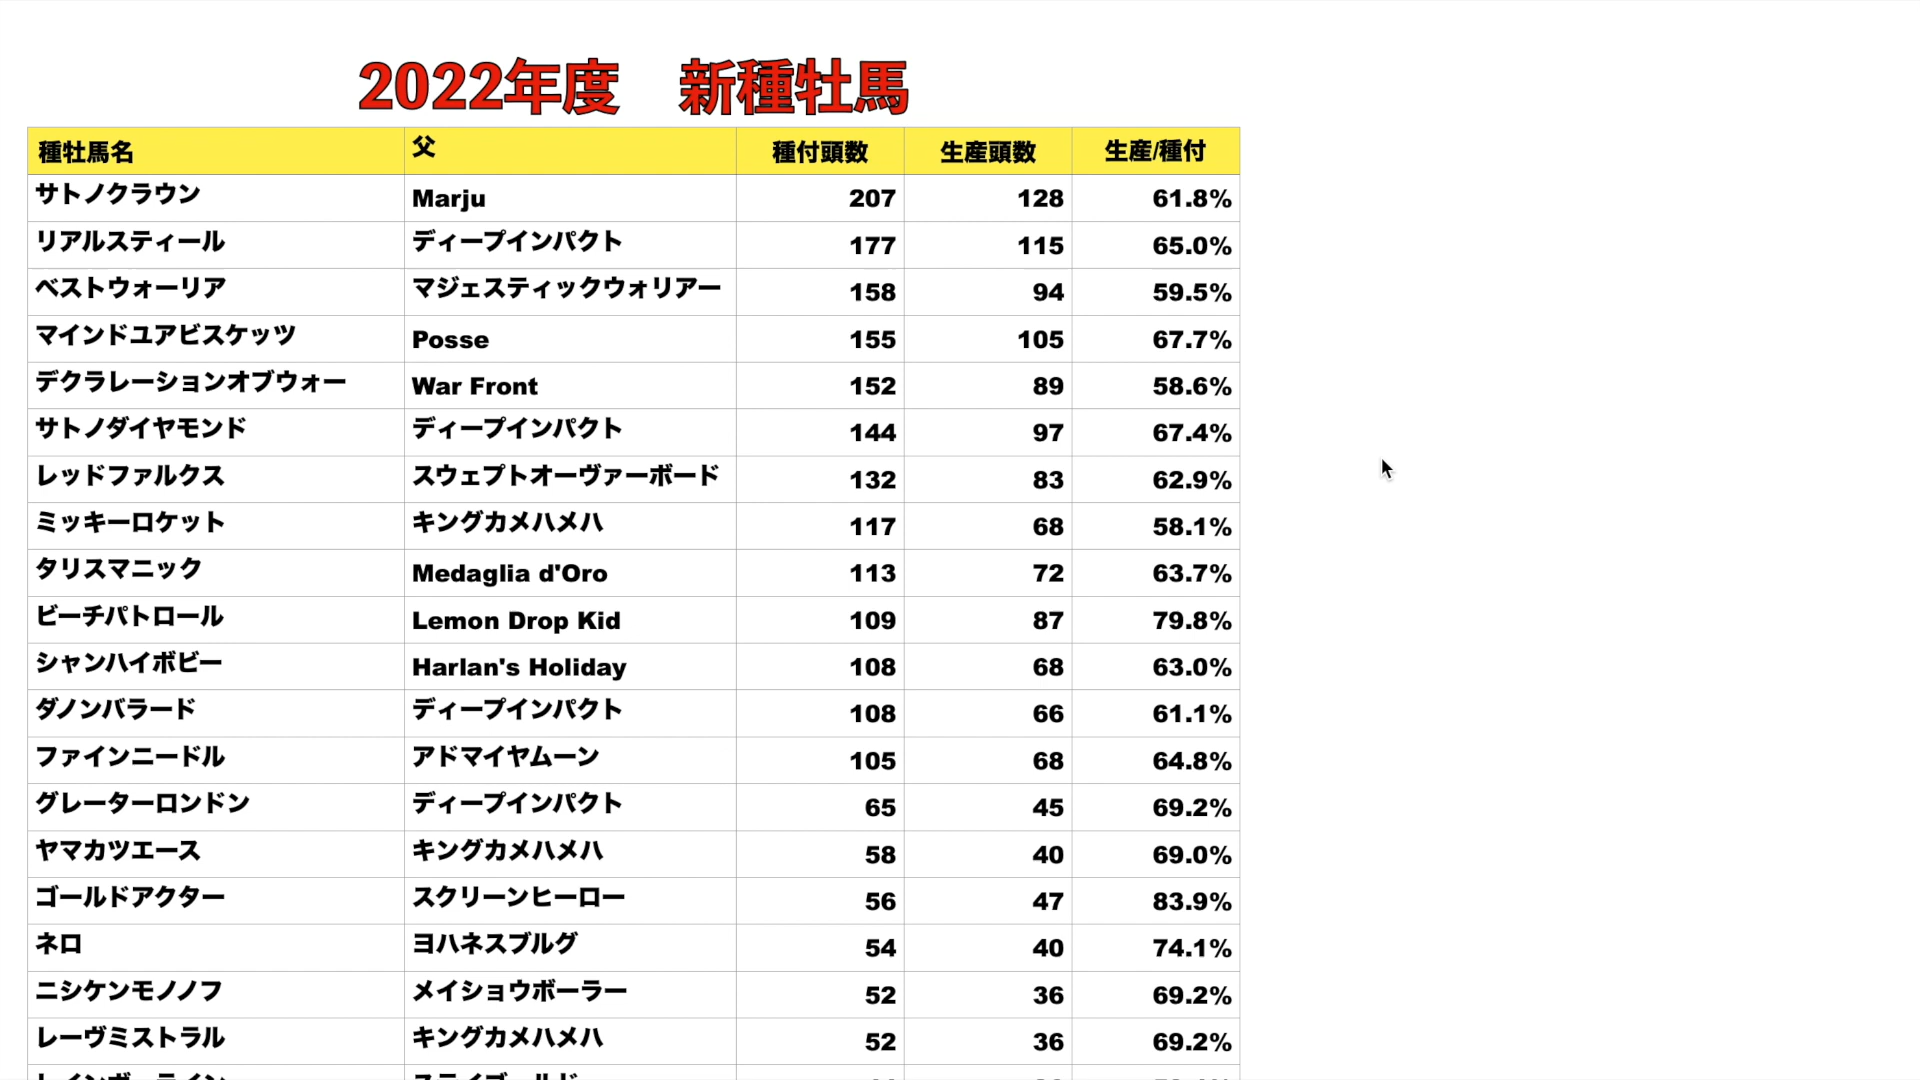 2022年度 新種牡馬
種牡馬名 父 種付頭数 生産頭数 生産/種付
サトノクラウン Marju 207 128 61.8%
リアルスティール ディープインパクト 177 115 65.0%
ベストウォーリア マジェスティックウォリアー 158 94 59.5%
マインドユアビスケッツ Posse 155 105 67.7%
デクラレーションオブウォー War Front 152 89 58.6%
サトノダイヤモンド ディープインパクト 144 97 67.4%
レッドファルクス スウェプトオーヴァーボード 132 83 62.9%
ミッキーロケット キングカメハメハ 117 68 58.1%
タリスマニック Medaglia d'Oro 113 72 63.7%
ビーチパトロール Lemon Drop Kid 109 87 79.8%
シャンハイボビー Harlan's Holiday 108 68 63.0%
ダノンバラード ディープインパクト 108 66 61.1%
ファインニードル アドマイヤムーン 105 68 64.8%
グレーターロンドン ディープインパクト 65 45 69.2%
ヤマカツエース キングカメハメハ 58 40 69.0%
ゴールドアクター スクリーンヒーロー 56 47 83.9%
ネロ ヨハネスブルグ 54 40 74.1%
ニシケンモノノフ メイショウボーラー 52 36 69.2%
レーヴミストラル キングカメハメハ 52 36 69.2%